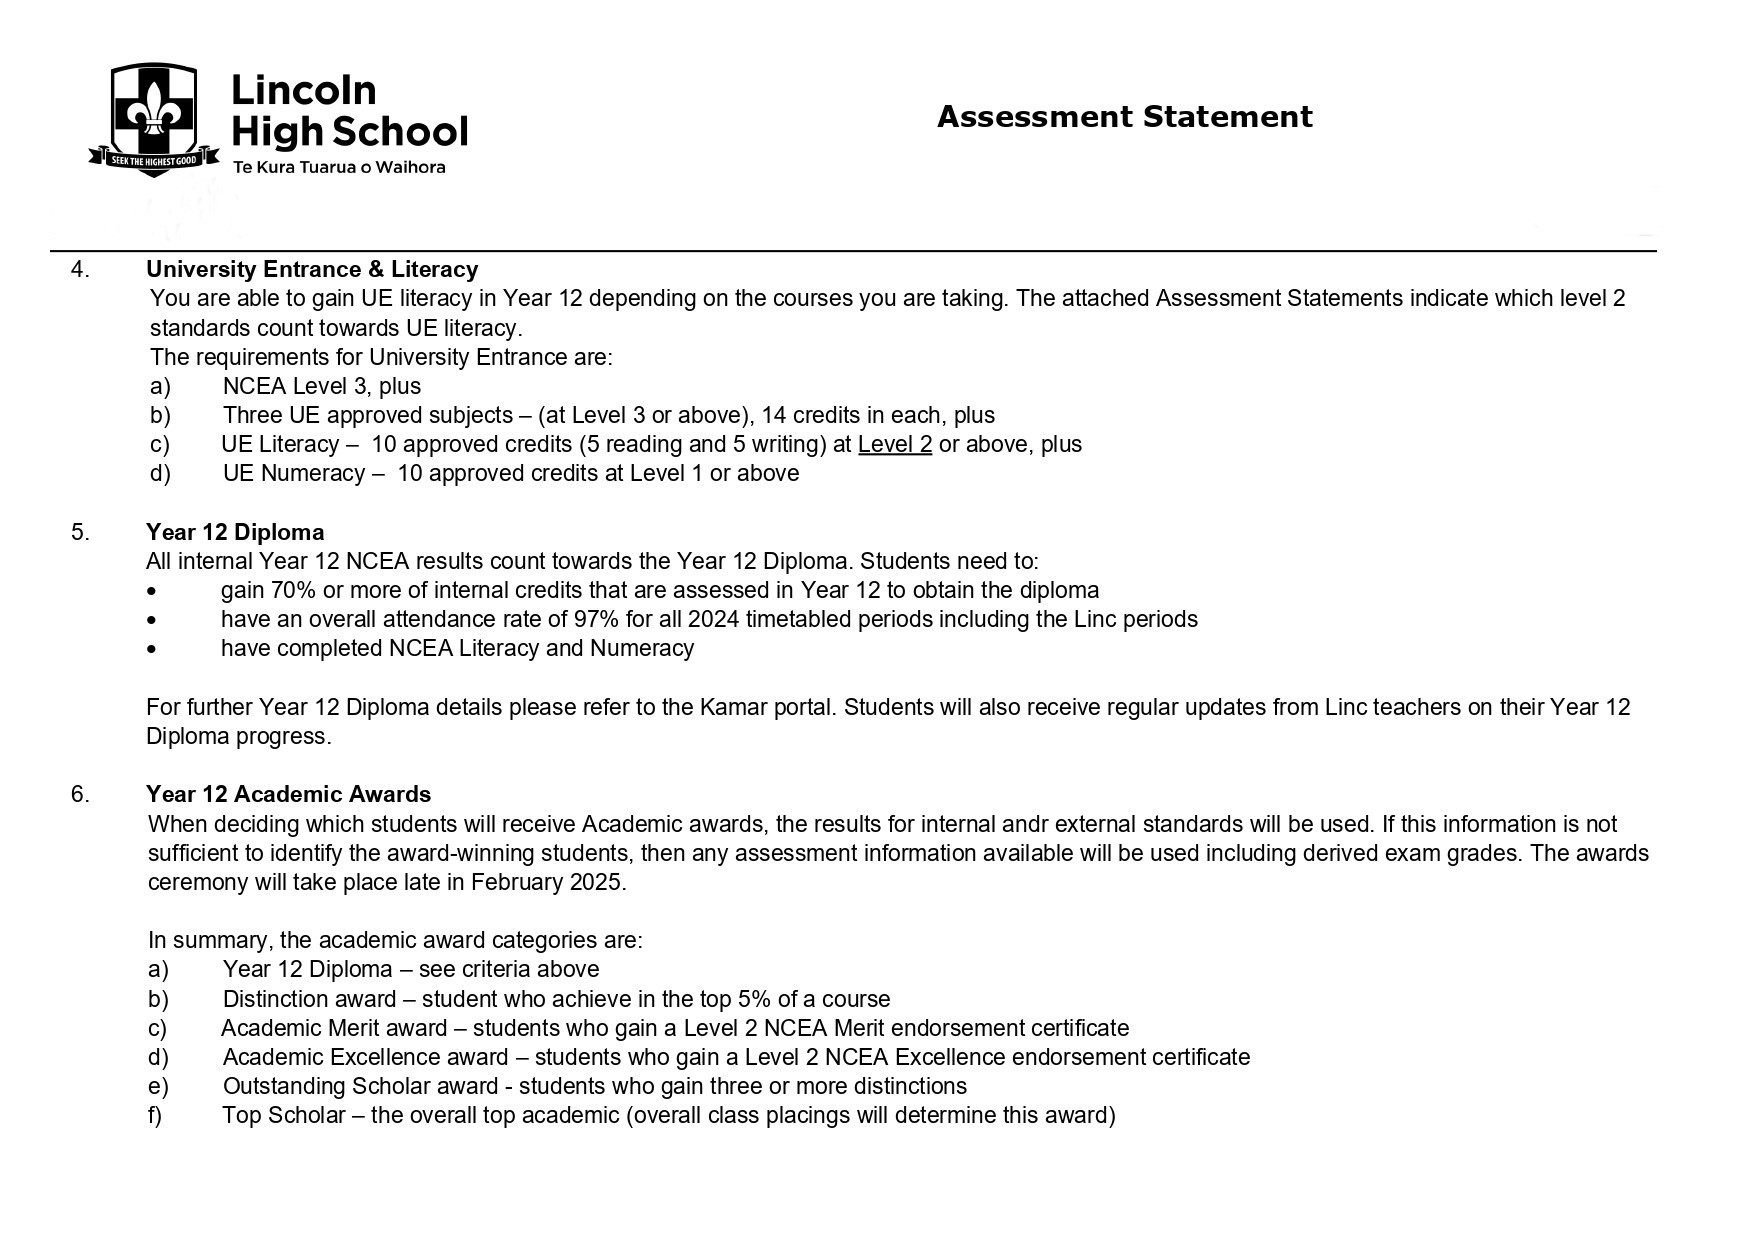 Lincoln
High School
Te Kura Tuarua o Waihora
SEEK THE HIGHEST GOOD
Assessment Statement
4. University Entrance & Literacy
You are able to gain UE literacy in Year 12 depending on the courses you are taking. The attached Assessment Statements indicate which level 2
standards count towards UE literacy.
The requirements for University Entrance are:
a) NCEA Level 3, plus
b) Three UE approved subjects – (at Level 3 or above), 14 credits in each, plus
c) UE Literacy – 10 approved credits (5 reading and 5 writing) at Level 2 or above, plus
d) UE Numeracy – 10 approved credits at Level 1 or above
5. Year 12 Diploma
All internal Year 12 NCEA results count towards the Year 12 Diploma. Students need to:
• gain 70% or more of internal credits that are assessed in Year 12 to obtain the diploma
• have an overall attendance rate of 97% for all 2024 timetabled periods including the Linc periods
• have completed NCEA Literacy and Numeracy
For further Year 12 Diploma details please refer to the Kamar portal. Students will also receive regular updates from Linc teachers on their Year 12
Diploma progress.
6. Year 12 Academic Awards
When deciding which students will receive Academic awards, the results for internal andr external standards will be used. If this information is not
sufficient to identify the award-winning students, then any assessment information available will be used including derived exam grades. The awards
ceremony will take place late in February 2025.
In summary, the academic award categories are:
a) Year 12 Diploma – see criteria above
b) Distinction award – student who achieve in the top 5% of a course
c) Academic Merit award – students who gain a Level 2 NCEA Merit endorsement certificate
d) Academic Excellence award – students who gain a Level 2 NCEA Excellence endorsement certificate
e) Outstanding Scholar award - students who gain three or more distinctions
f) Top Scholar – the overall top academic (overall class placings will determine this award)